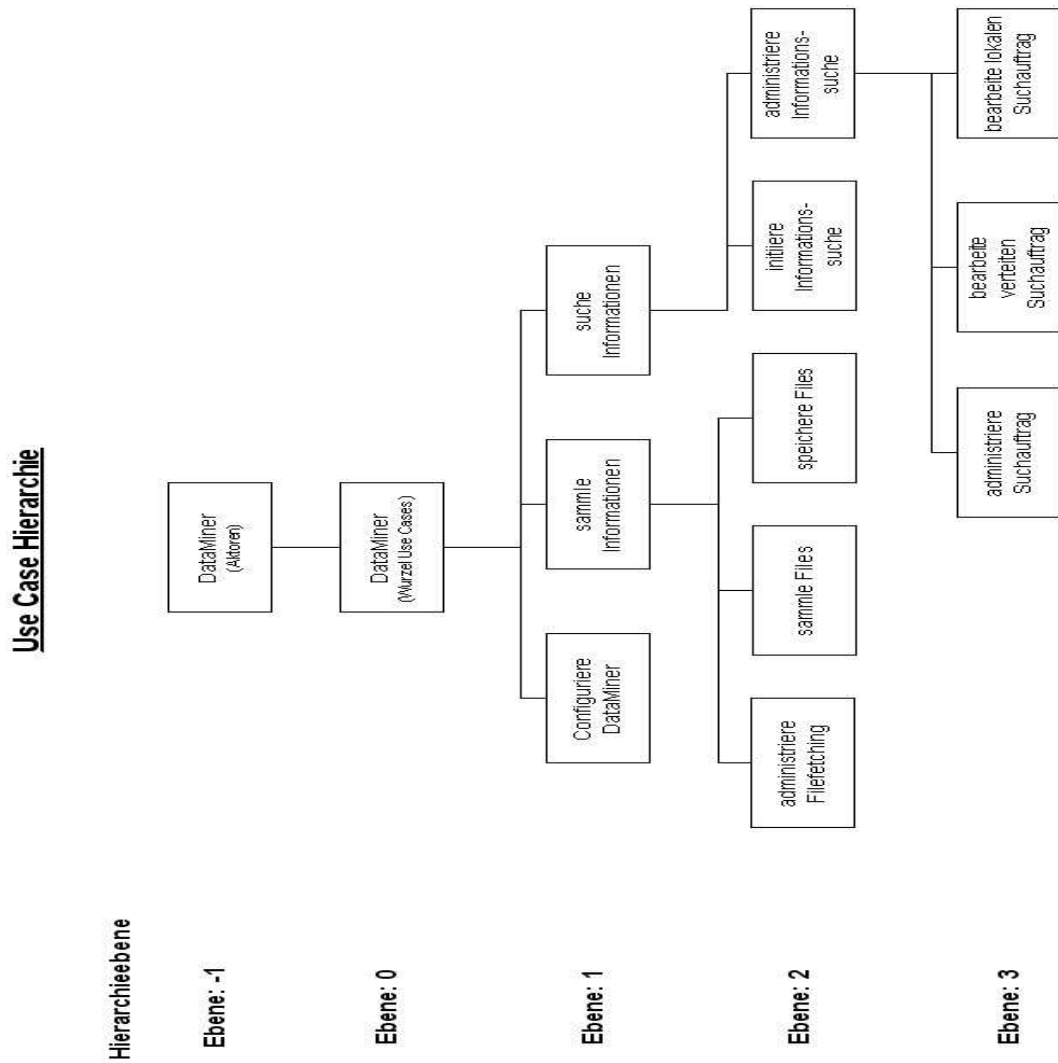 Use Case Hierarchie
Hierarchieebene
Ebene: -1
DataMiner
(Aktoren)
Ebene: 0
DataMiner
(Wurzel Use Cases)
Ebene: 1
Configuriere
DataMiner
sammle
Informationen
suche
Informationen
Ebene: 2
administriere
Filefetching
sammle Files
speichere Files
initiiere
Informations-
suche
administriere
Informations-
suche
Ebene: 3
administriere
Suchauftrag
bearbeite
verteiten
Suchauftrag
bearbeite lokalen
Suchauftrag